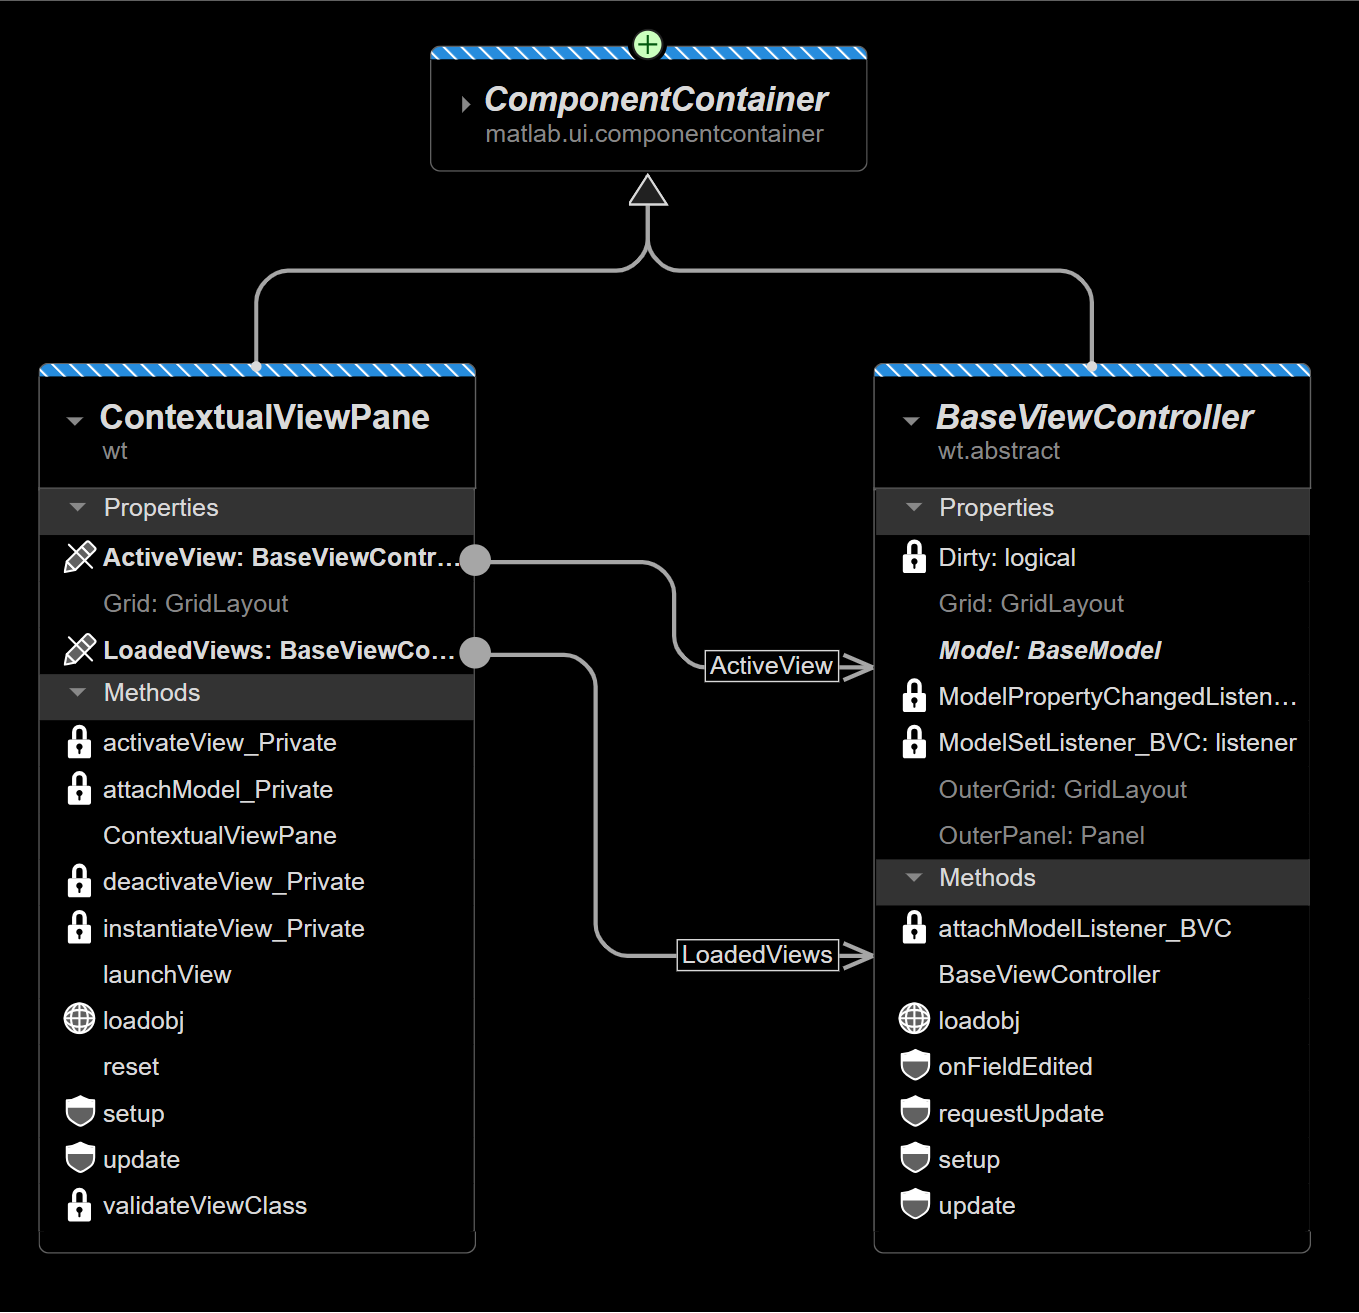 ComponentContainer
matlab.ui.componentcontainer
ContextualViewPane
wt
Properties
ActiveView: BaseViewContr...
Grid: GridLayout
LoadedViews: BaseViewCo...
Methods
activateView_Private
attachModel_Private
ContextualViewPane
deactivateView_Private
instantiateView_Private
launchView
loadobj
reset
setup
update
validateViewClass
ActiveView
LoadedViews
BaseViewController
wt.abstract
Properties
Dirty: logical
Grid: GridLayout
Model: BaseModel
ModelPropertyChangedListen...
ModelSetListener_BVC: listener
OuterGrid: GridLayout
OuterPanel: Panel
Methods
attachModelListener_BVC
BaseViewController
loadobj
onFieldEdited
requestUpdate
setup
update